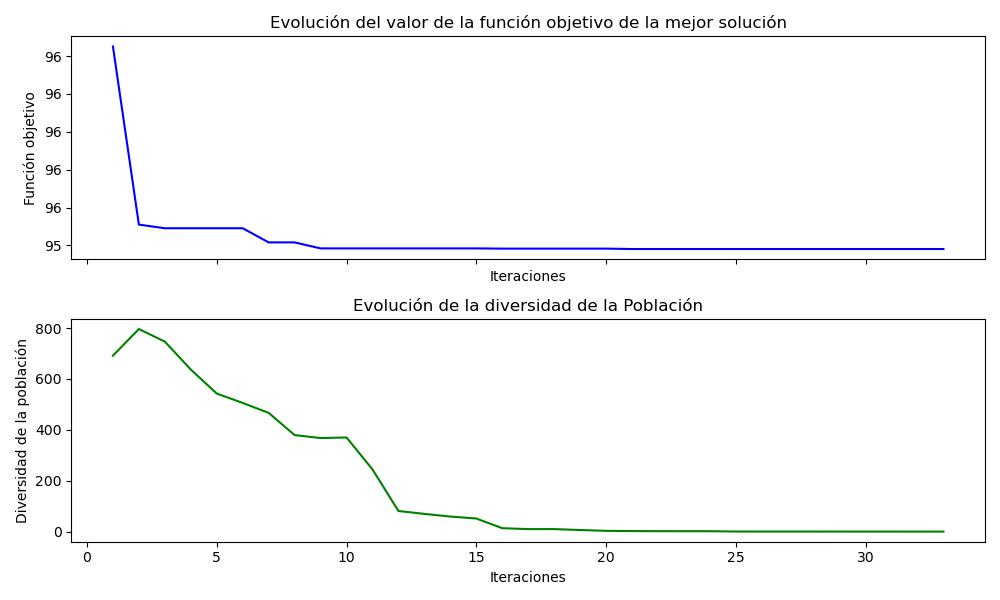 Evolución del valor de la función objetivo de la mejor solución
96
96
96
96
96
95
Función objetivo
Iteraciones
Evolución de la diversidad de la Población
800
600
400
200
0
Diversidad de la población
0 5 10 15 20 25 30
Iteraciones